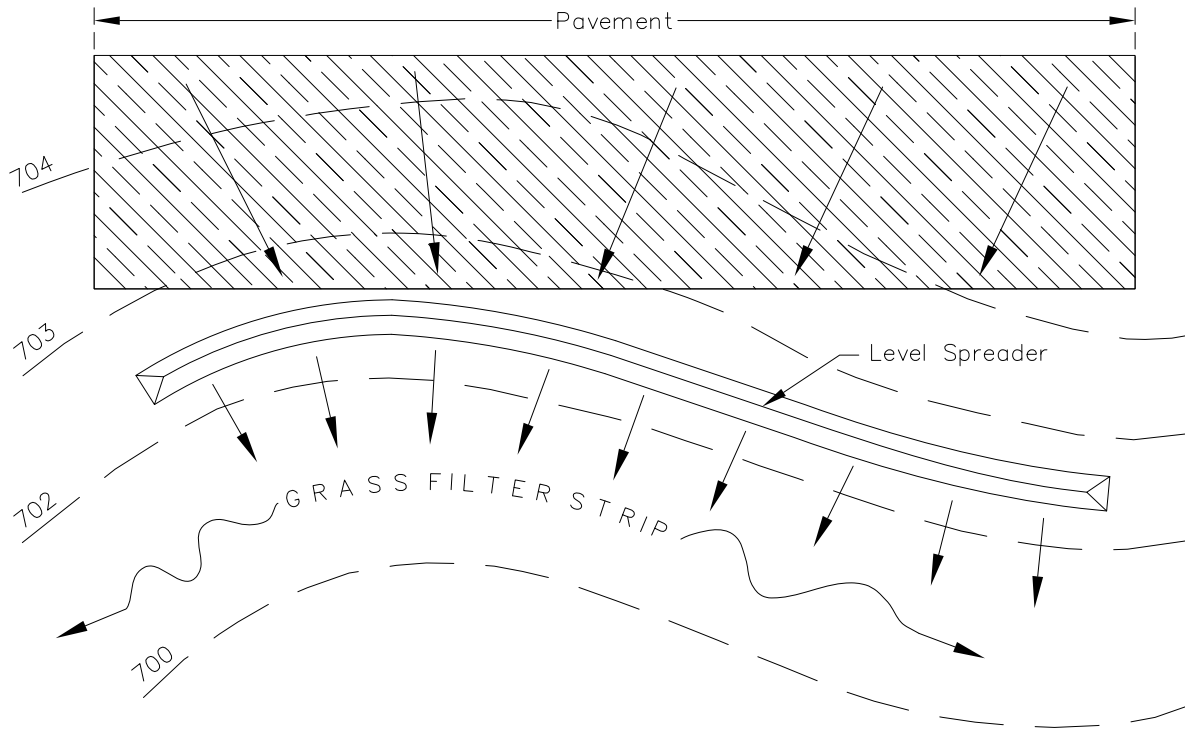 Pavement
704
703
Level Spreader
702
GRASS FILTER STRIP
700